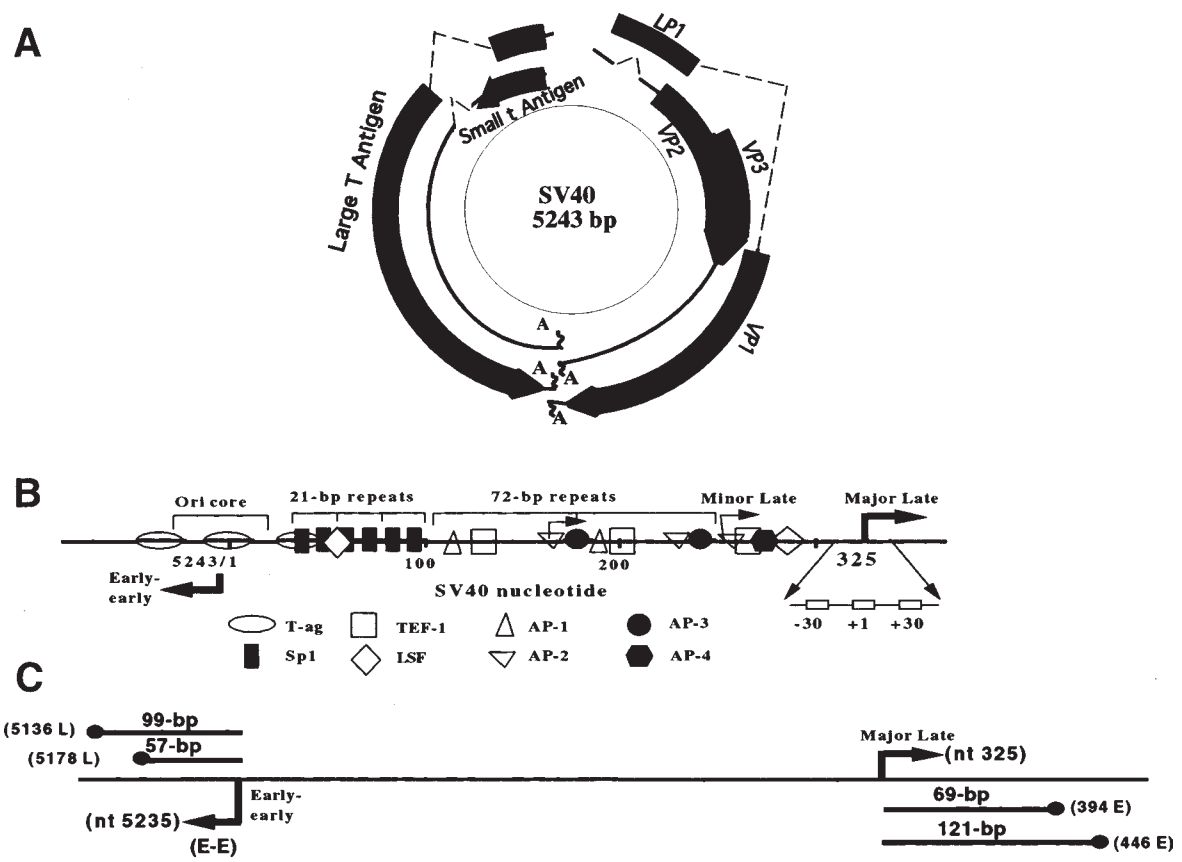 A
LP1
Large T Antigen
Small t Antigen
VP2
VP3
SV40
5243 bp
VP1
A
A
A
A
B
Ori core
21-bp repeats
72-bp repeats
Minor Late
Major Late
5243/1
100
200
325
Early-
early
SV40 nucleotide
-30
+1
+30
T-ag
TEF-1
AP-1
AP-3
Sp1
LSF
AP-2
AP-4
C
(5136 L)
99-bp
(5178 L)
57-bp
Major Late
(nt 325)
Early-
early
(nt 5235)
(E-E)
69-bp
(394 E)
121-bp
(446 E)